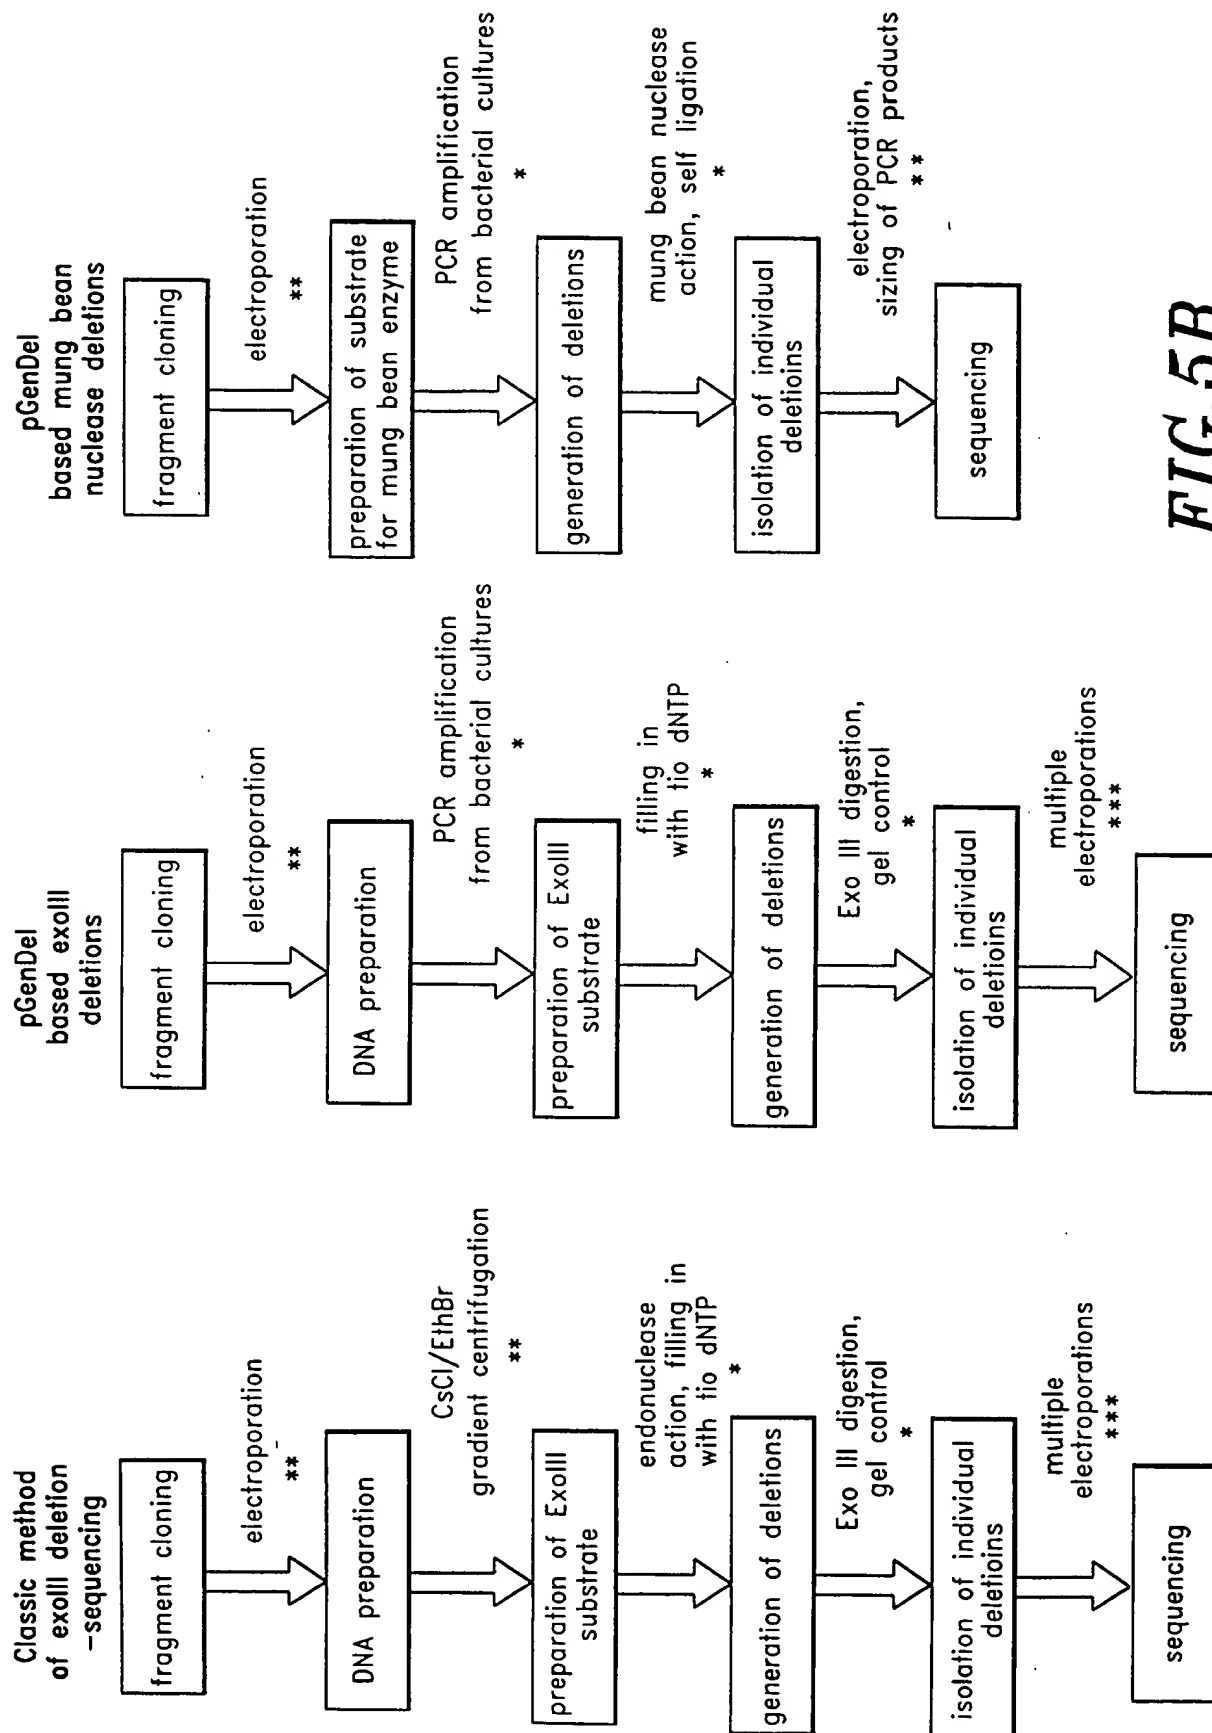 Classic method
of exoIII deletion
-sequencing
fragment cloning
electroporation
**
DNA preparation
CsCl/EthBr
gradient centrifugation
**
preparation of ExoIII
substrate
endonuclease
action, filling in
with tio dNTP
*
generation of deletions
Exo III digestion,
gel control
*
isolation of individual
deletioins
multiple
electroporations
***
sequencing
pGenDel
based exoIII
deletions
fragment cloning
electroporation
**
DNA preparation
PCR amplification
from bacterial cultures
*
preparation of ExoIII
substrate
filling in
with tio dNTP
*
generation of deletions
Exo III digestion,
gel control
*
isolation of individual
deletioins
multiple
electroporations
***
sequencing
pGenDel
based mung bean
nuclease deletions
fragment cloning
electroporation
**
preparation of substrate
for mung bean enzyme
PCR amplification
from bacterial cultures
*
generation of deletions
mung bean nuclease
action, self ligation
*
isolation of individual
deletioins
electroporation,
sizing of PCR products
**
sequencing
FIG. 5B